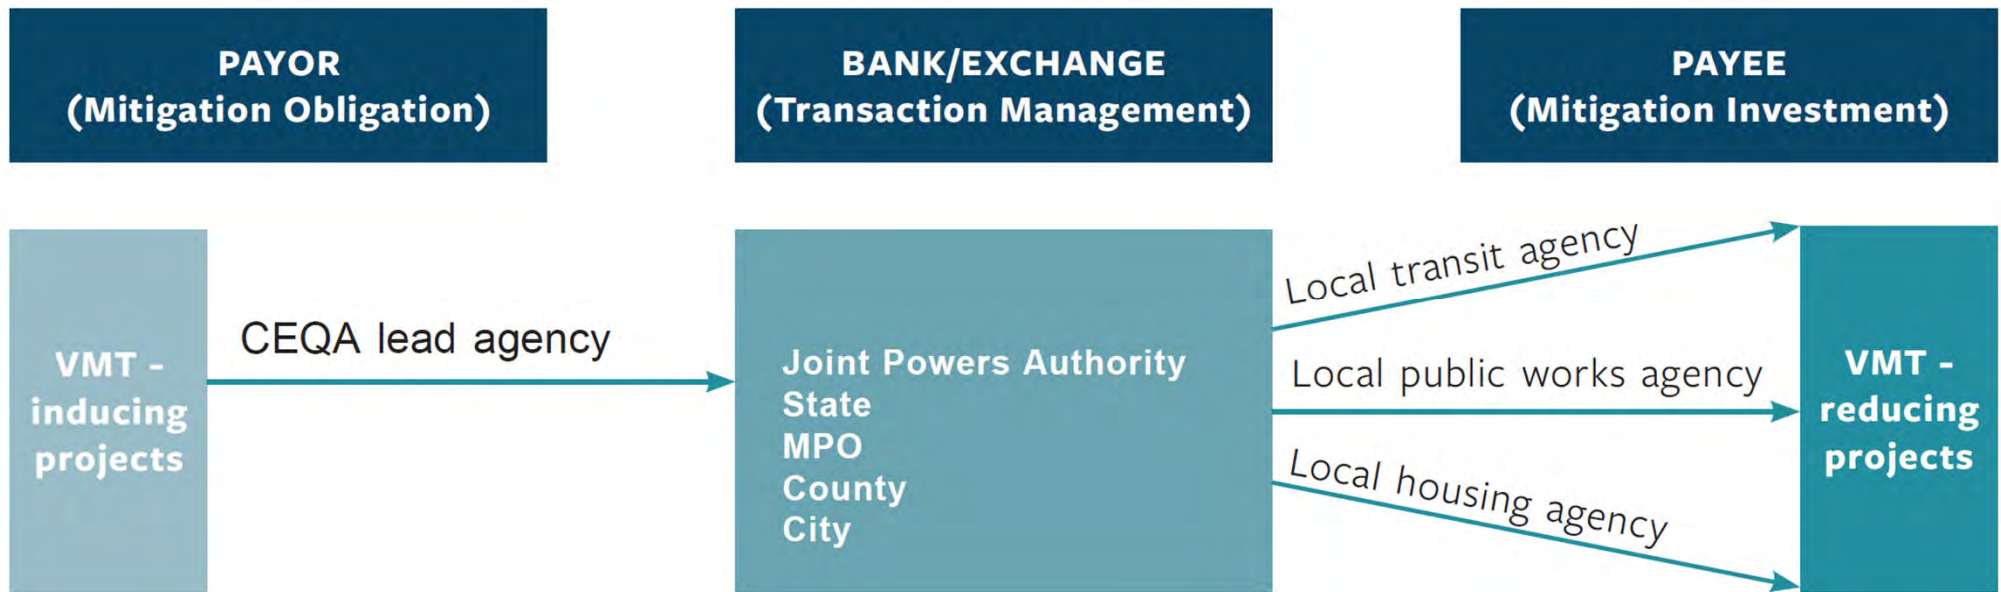 PAYOR
(Mitigation Obligation)
BANK/EXCHANGE
(Transaction Management)
PAYEE
(Mitigation Investment)
VMT -
inducing
projects
CEQA lead agency
Joint Powers Authority
State
MPO
County
City
Local transit agency
Local public works agency
Local housing agency
VMT -
reducing
projects